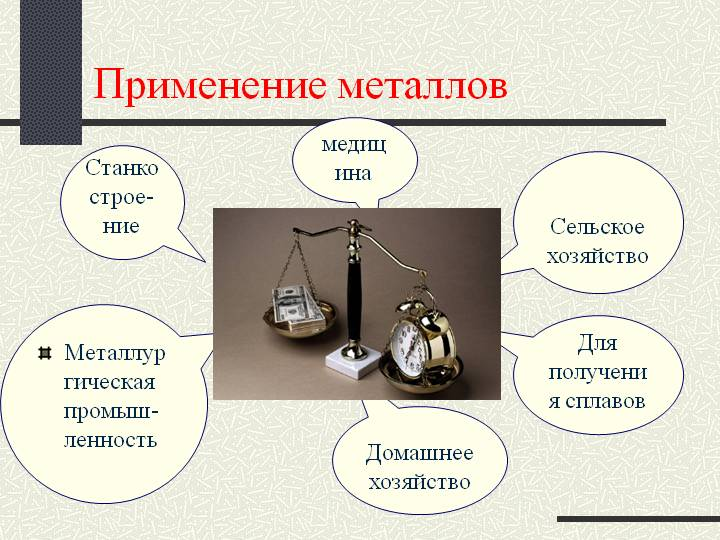 Применение металлов
медиц
ина
Станко
строе-
ние
Сельское
хозяйство
Металлур
гическая
промыш-
ленность
Для
получени
я сплавов
Домашнее
хозяйство